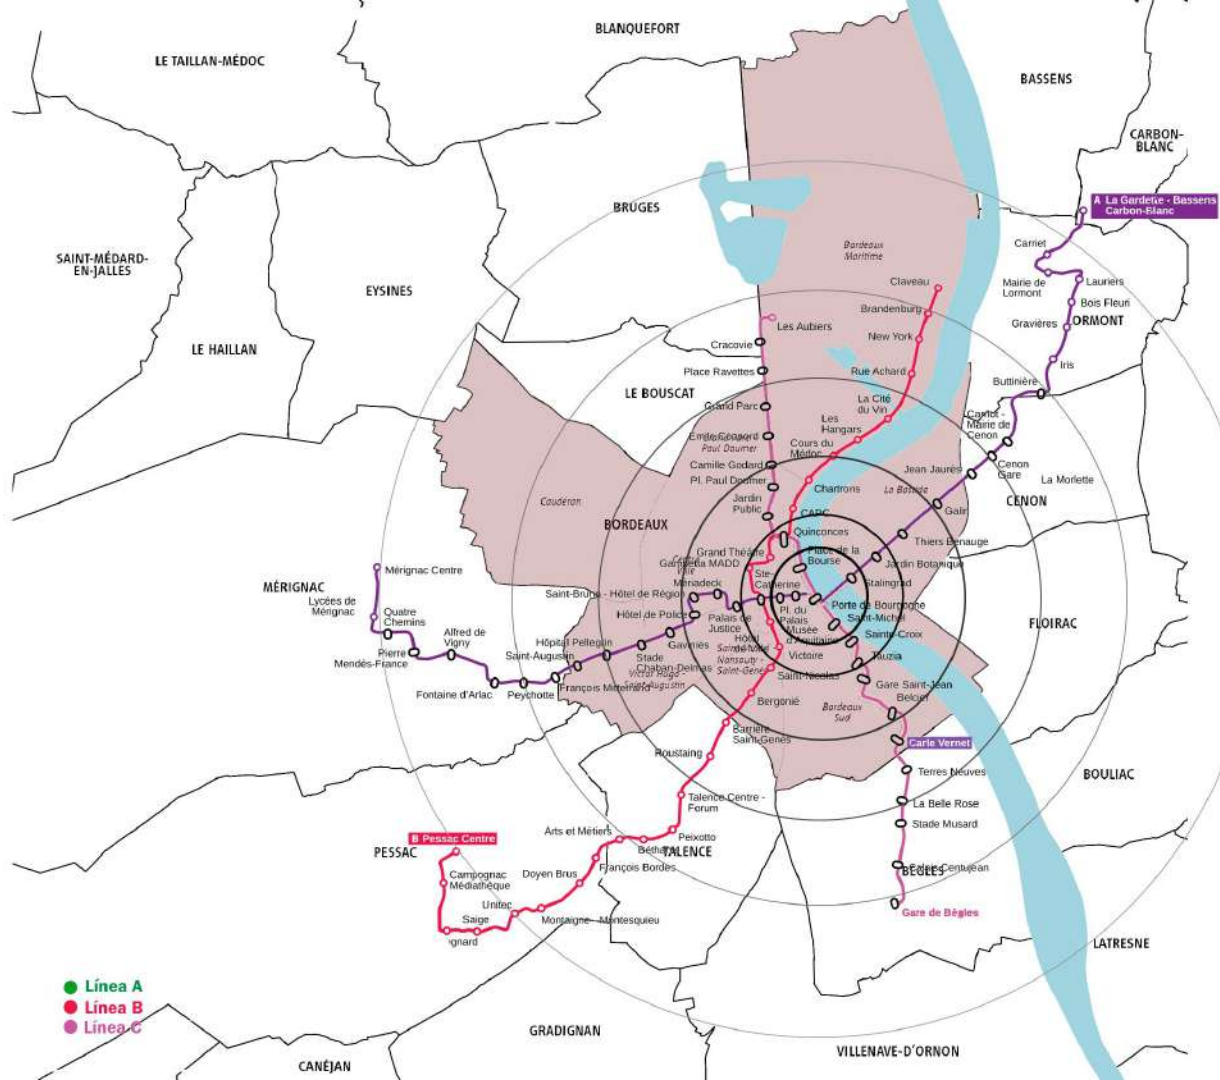 BLANQUEFORT
LE TAILLAN-MÉDOC
BASSENS
CARBON-
BLANC
A La Gardette - Bassens
Carbon-Blanc
BRUGES
Bordeaux
Maritime
Carriet
SAINT-MÉDARD-
EN-JALLES
EYSINES
Claveau
Mairie de
Lormont
Lauriers
Bois Fleuri
Brandenburg
Les Aubiers
Gravières
ORMONT
New York
Cracovie
LE HAILLAN
Iris
Place Ravettes
Rue Achard
Buttinière
LE BOUSCAT
La Cité
du Vin
Grand Parc
Les
Hangars
Mairie de
Cenon
Paul Doumer
Cours du
Médoc
Camille Godard
Jean Jaurès
Cenon
Gare
La Morlette
Pl. Paul Doumer
Chartrons
La Bastide
Caudéran
Jardin
Public
CENON
Galin
BORDEAUX
CAPC
Quinconces
Thiers Benauge
Grand Théâtre
Place de la
Bourse
Gambetta MADD
Jardin Botanique
Mérignac Centre
Ste-
Catherine
Stalingrad
MÉRIGNAC
Mériadeck
Saint-Bruno - Hôtel de Région
Lycées de
Mérignac
Quatre
Chemins
Hôtel de Police
Palais de
Justice
Pl. du
Palais
Porte de Bourgogne
Musée
d'Aquitaine
Saint-Michel
FLOIRAC
Alfred de
Vigny
Hôpital Pellegrin
Gaviniès
Sainte-Croix
Pierre
Mendés-France
Saint-Augustin
Stade
Chaban-Delmas
Nansouty -
Saint-Genès
Victoire
Tauzia
Fontaine d'Arlac
Peychotte
François Mitterrand
Victor Hugo -
Saint-Augustin
Saint-Nicolas
Gare Saint-Jean
Belcier
Bergonié
Bordeaux
Sud
Barrière
Saint-Genès
Carle Vernet
Roustaing
Terres Neuves
BOULIAC
Talence Centre -
Forum
La Belle Rose
Stade Musard
Arts et Métiers
Peixotto
B Pessac Centre
PESSAC
TALENCE
François Bordes
Doyen Brus
BÈGLES
Campognac
Médiathèque
Unitec
Gare de Bègles
Saige
Montaigne- -Montesquieu
ognard
LATRESNE
Línea A
Línea B
Línea C
GRADIGNAN
VILLENAVE-D'ORNON
CANÉJAN